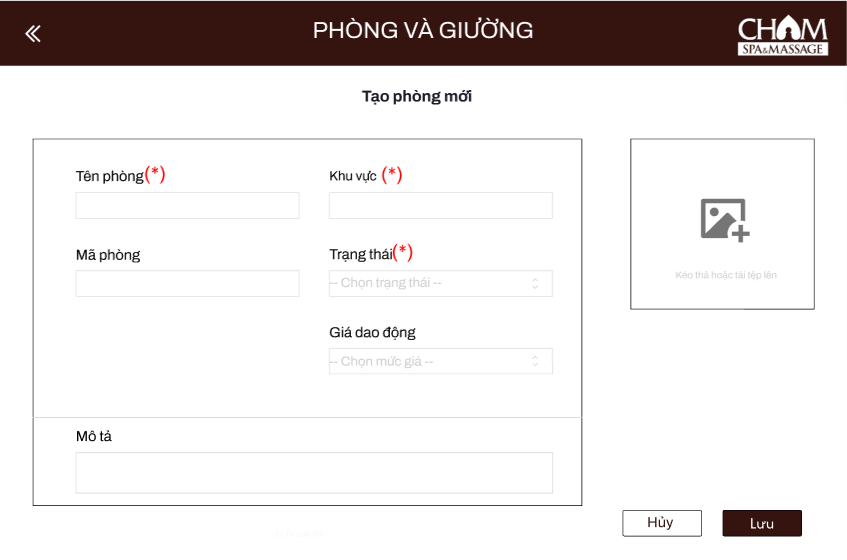 PHÒNG VÀ GIƯỜNG
CHAM
SPA&MASSAGE
Tạo phòng mới
Tên phòng(*)
Khu vực (*)
Mã phòng
Trạng thái(*)
-- Chọn trạng thái --
Giá dao động
-- Chọn mức giá --
Mô tả
Kéo thả hoặc tải tệp lên
Hủy
Lưu